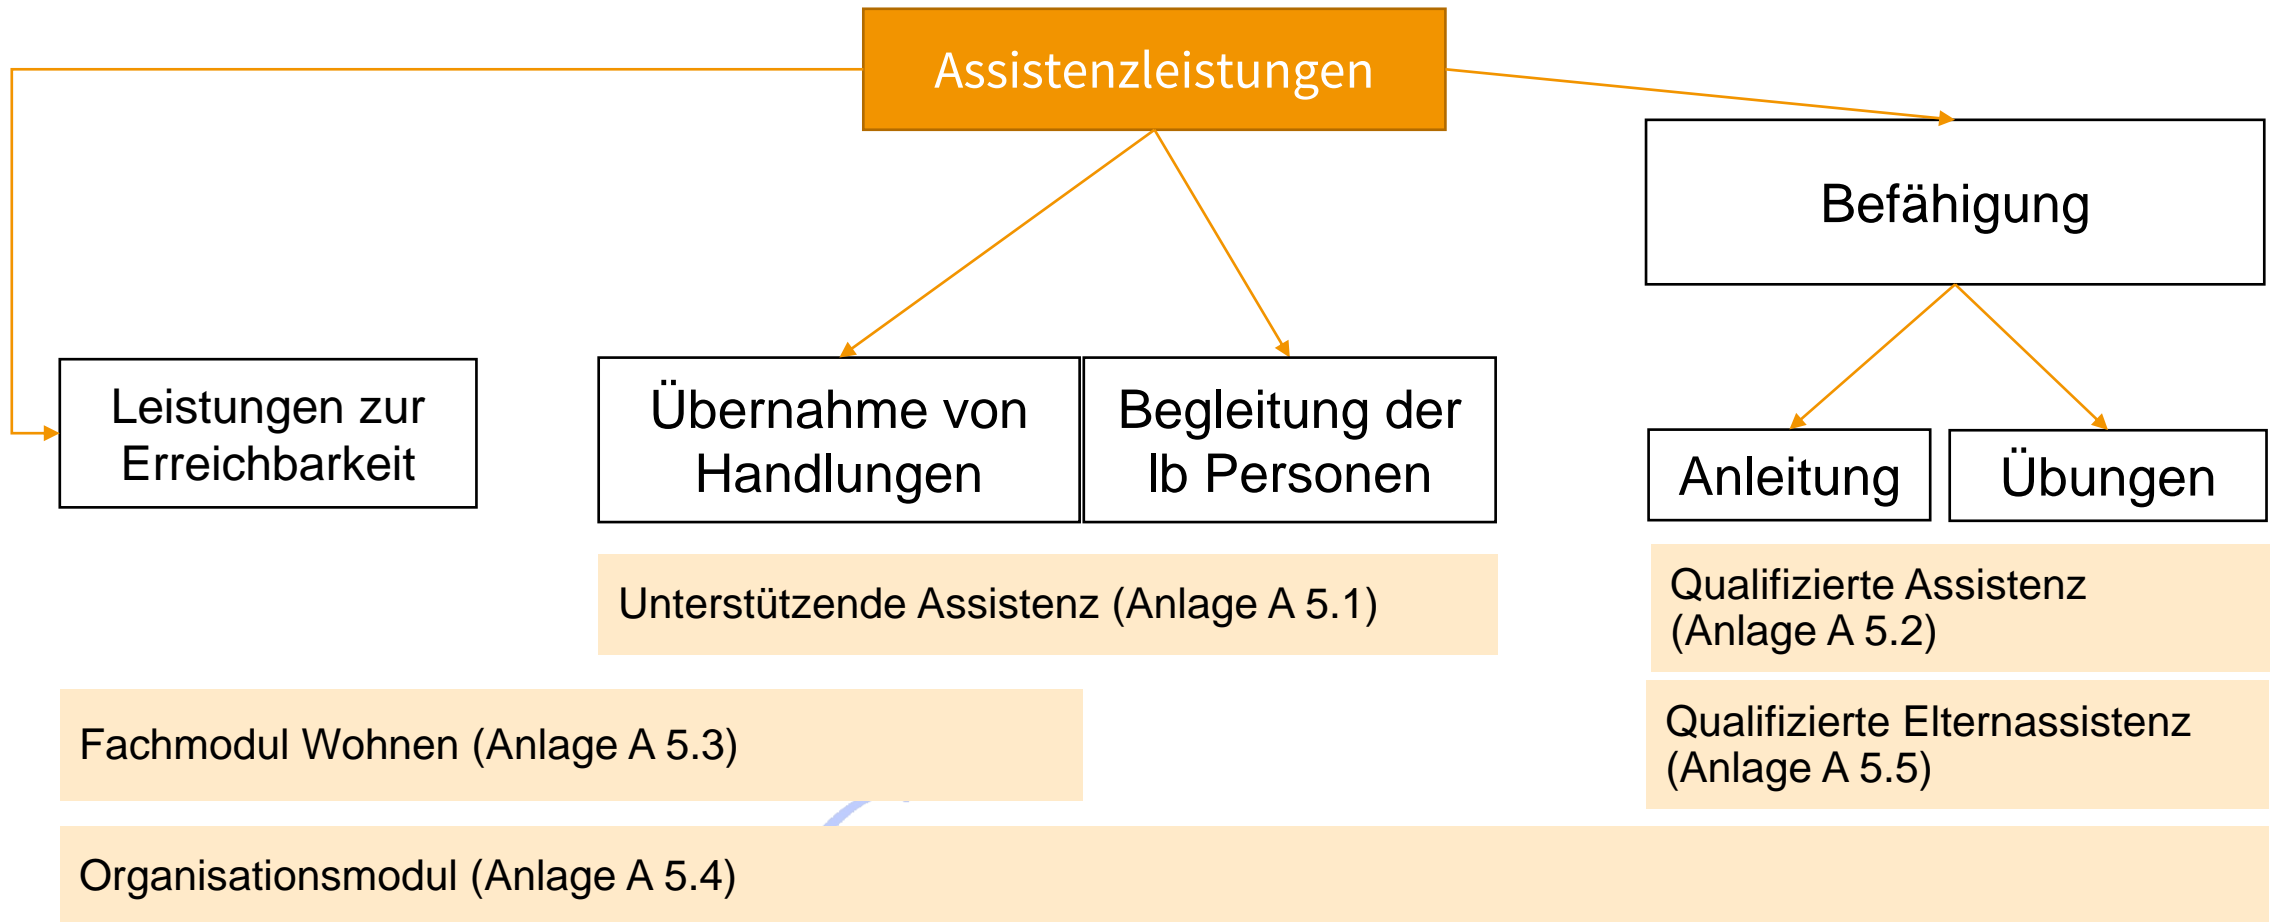 Assistenzleistungen
Befähigung
Leistungen zur
Erreichbarkeit
Übernahme von
Handlungen
Begleitung der
lb Personen
Anleitung
Übungen
Unterstützende Assistenz (Anlage A 5.1)
Qualifizierte Assistenz
(Anlage A 5.2)
Fachmodul Wohnen (Anlage A 5.3)
Qualifizierte Elternassistenz
(Anlage A 5.5)
Organisationsmodul (Anlage A 5.4)